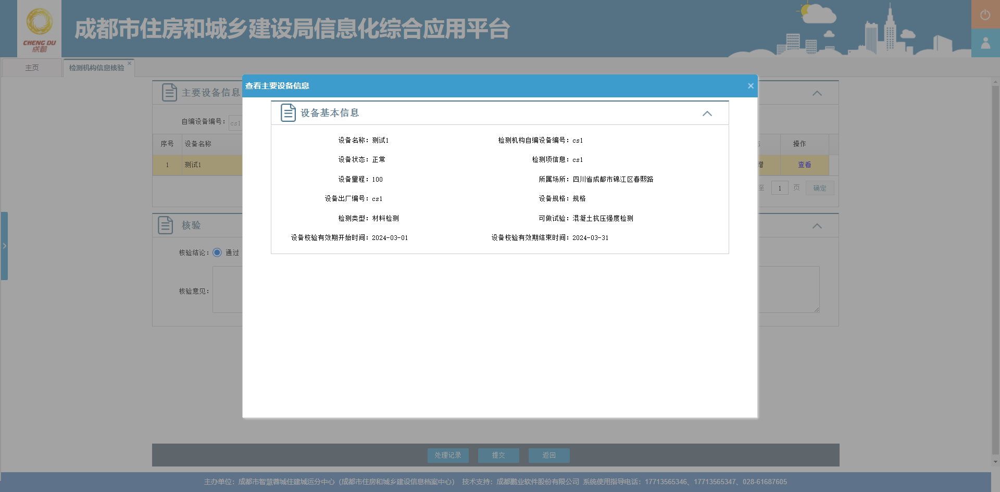 CHENG DU
成都
成都市住房和城乡建设局信息化综合应用平台
主页
检测机构信息核验
查看主要设备信息
主要设备信息
设备基本信息
自编设备编号：
cs1
设备名称：测试1
检测机构自编设备编号：cs1
序号
设备名称
操作
设备状态：正常
检测项信息：cs1
1
测试1
增
查看
设备量程：100
所属场所：四川省成都市锦江区春熙路
至
1
页
确定
设备出厂编号：cs1
设备规格：规格
检测类型：材料检测
可做试验：混凝土抗压强度检测
核验
设备校验有效期开始时间：2024-03-01
设备校验有效期结束时间：2024-03-31
核验结论：
通过
核验意见：
处理记录
提交
返回
主办单位：成都市智慧蓉城住建城运分中心（成都市住房和城乡建设信息档案中心） 技术支持：成都鹏业软件股份有限公司 系统使用指导电话：17713565346、17713565347、028-61687605